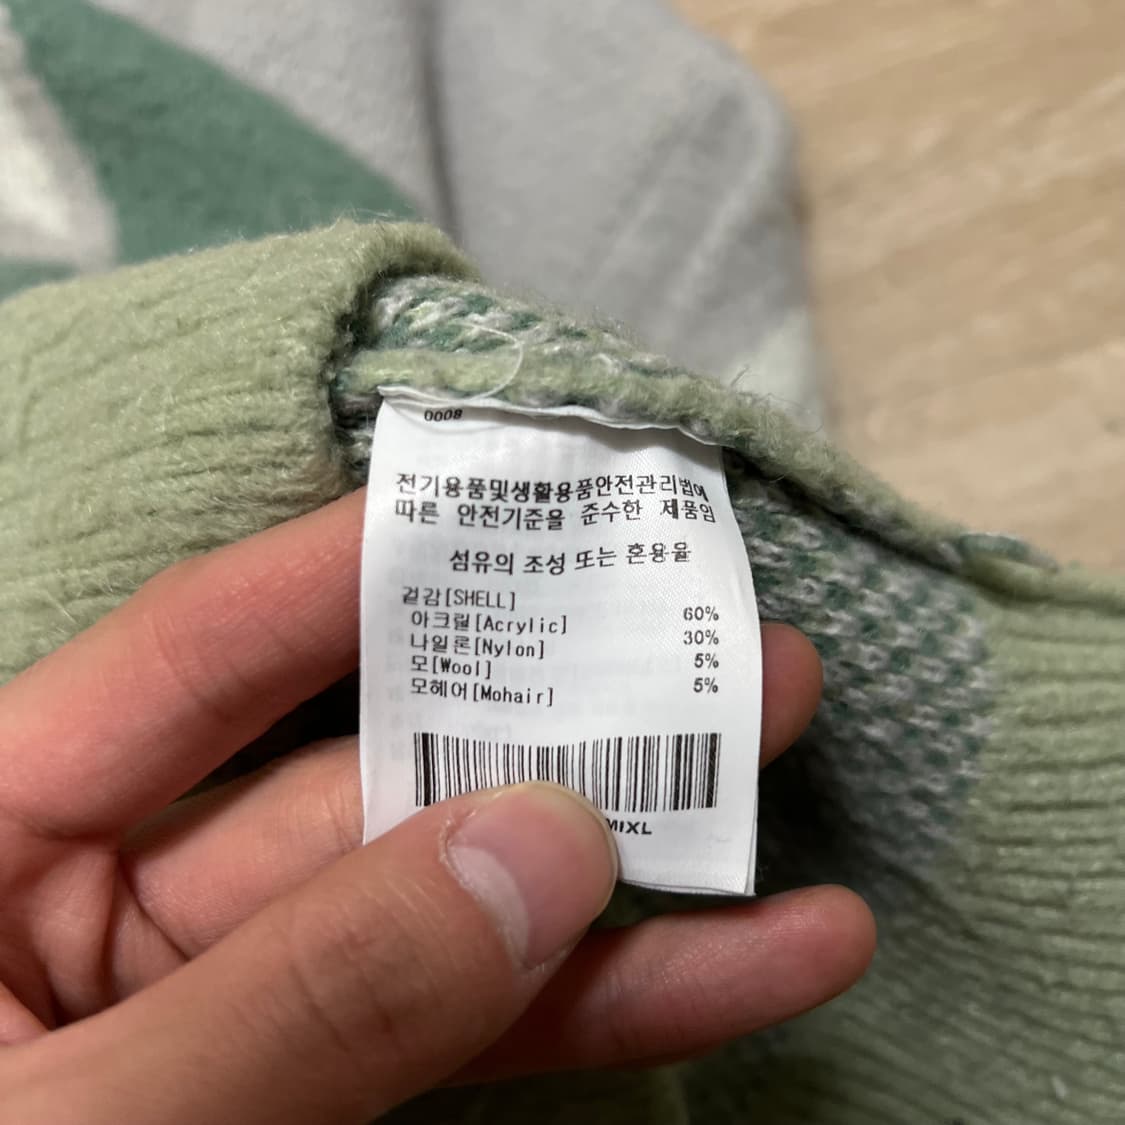 0008
전기용품및생활용품안전관리법에
따른 안전기준을 준수한 제품임
섬유의 조성 또는 혼용율
겉감[SHELL]
아크릴[Acrylic] 60%
나일론[Nylon] 30%
모[Wool] 5%
모헤어[Mohair] 5%
MIXL